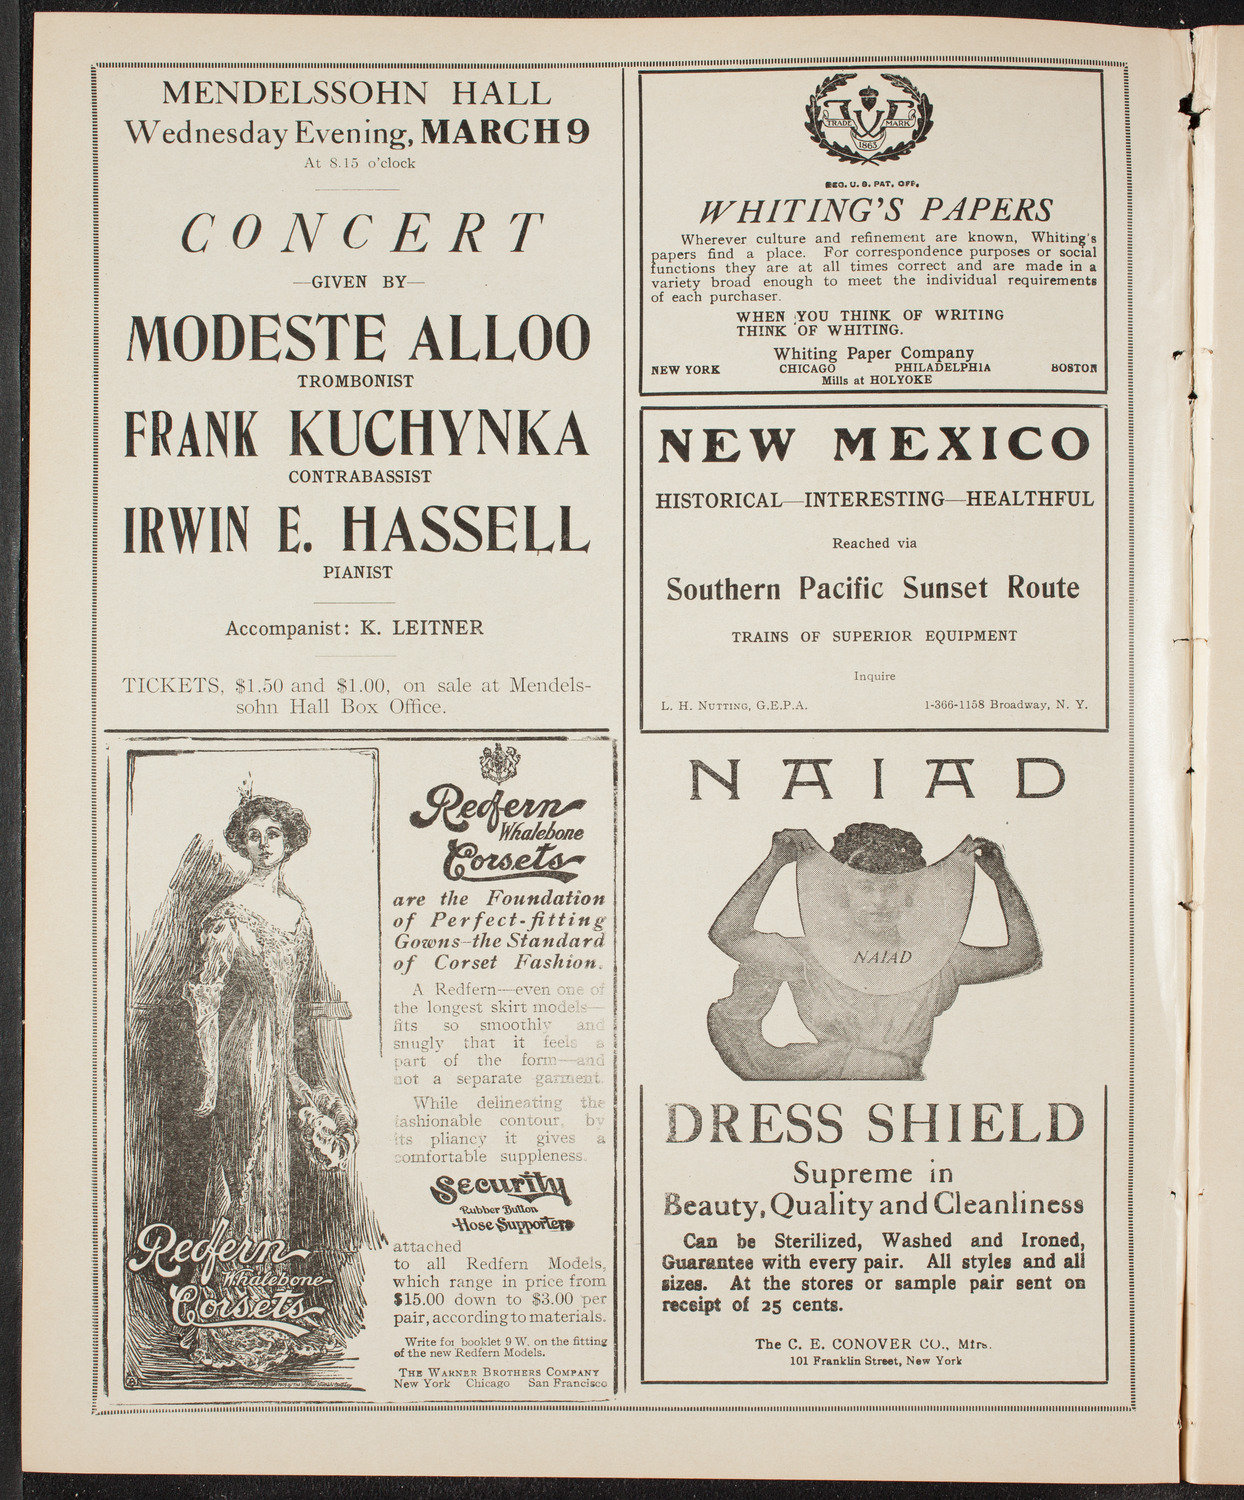 MENDELSSOHN HALL
Wednesday Evening, MARCH 9
At 8.15 o'clock
CONCERT
—GIVEN BY—
MODESTE ALLOO
TROMBONIST
FRANK KUCHYNKA
CONTRABASSIST
IRWIN E. HASSELL
PIANIST
Accompanist: K. LEITNER
TICKETS, $1.50 and $1.00, on sale at Mendels-
sohn Hall Box Office.
Redfern
Whalebone
Corsets
are the Foundation
of Perfect-fitting
Gowns—the Standard
of Corset Fashion.
A Redfern—even one of
the longest skirt models—
fits so smoothly and
snugly that it feels a
part of the form—and
not a separate garment.
While delineating the
fashionable contour, by
its pliancy it gives a
comfortable suppleness.
Security
Rubber Button
Hose Supporters
attached
to all Redfern Models,
which range in price from
$15.00 down to $3.00 per
pair, according to materials.
Write for booklet 9 W. on the fitting
of the new Redfern Models.
THE WARNER BROTHERS COMPANY
New York Chicago San Francisco
Redfern
Whalebone
Corsets
TRADE MARK
1865
REG. U. S. PAT. OFF.
WHITING'S PAPERS
Wherever culture and refinement are known, Whiting's
papers find a place. For correspondence purposes or social
functions they are at all times correct and are made in a
variety broad enough to meet the individual requirements
of each purchaser.
WHEN YOU THINK OF WRITING
THINK OF WHITING.
Whiting Paper Company
NEW YORK CHICAGO PHILADELPHIA BOSTON
Mills at HOLYOKE
NEW MEXICO
HISTORICAL—INTERESTING—HEALTHFUL
Reached via
Southern Pacific Sunset Route
TRAINS OF SUPERIOR EQUIPMENT
Inquire
L. H. NUTTING, G.E.P.A. 1-366-1158 Broadway, N. Y.
NAIAD
NAIAD
DRESS SHIELD
Supreme in
Beauty, Quality and Cleanliness
Can be Sterilized, Washed and Ironed,
Guarantee with every pair. All styles and all
sizes. At the stores or sample pair sent on
receipt of 25 cents.
The C. E. CONOVER CO., Mfrs.
101 Franklin Street, New York